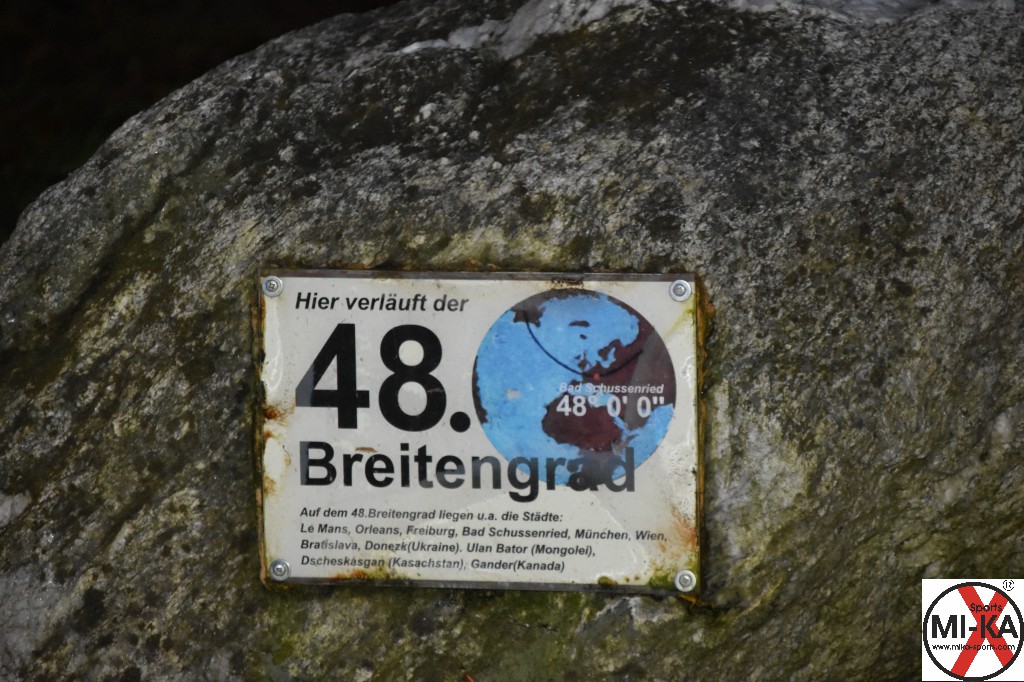 Hier verläuft der
48.
Breitengrad
Bad Schussenried
48° 0' 0"
Auf dem 48.Breitengrad liegen u.a. die Städte:
Le Mans, Orleans, Freiburg, Bad Schussenried, München, Wien,
Bratislava, Donezk(Ukraine). Ulan Bator (Mongolei),
Dscheskasgan (Kasachstan), Gander(Kanada)
®
Sports
MI-KA
www.mika-sports.com